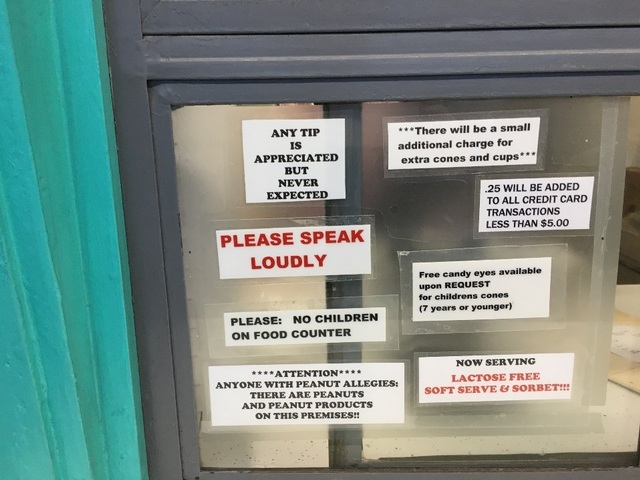 ANY TIP
IS
APPRECIATED
BUT
NEVER
EXPECTED
***There will be a small
additional charge for
extra cones and cups***
.25 WILL BE ADDED
TO ALL CREDIT CARD
TRANSACTIONS
LESS THAN $5.00
PLEASE SPEAK
LOUDLY
Free candy eyes available
upon REQUEST
for childrens cones
(7 years or younger)
PLEASE: NO CHILDREN
ON FOOD COUNTER
****ATTENTION****
ANYONE WITH PEANUT ALLEGIES:
THERE ARE PEANUTS
AND PEANUT PRODUCTS
ON THIS PREMISES!!
NOW SERVING
LACTOSE FREE
SOFT SERVE & SORBET!!!